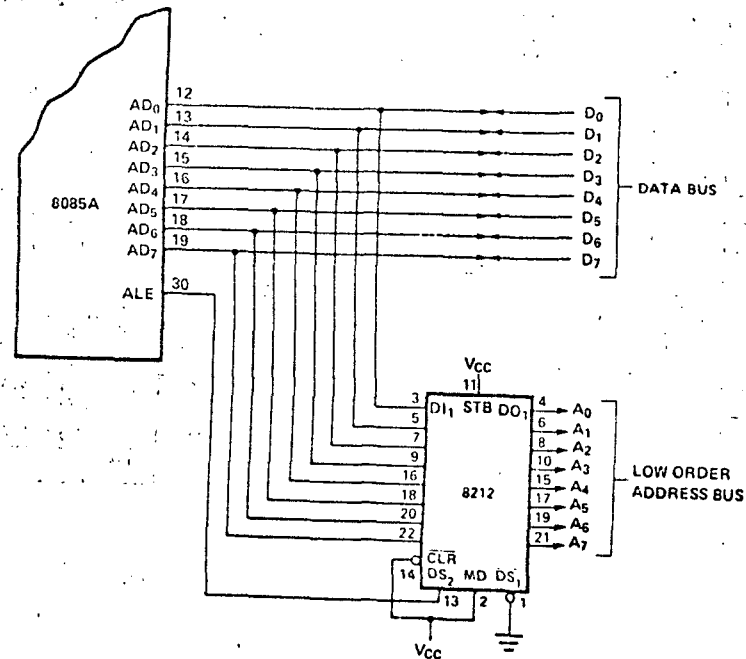 12
AD0
13
AD1
14
AD2
15
AD3
16
AD4
17
AD5
18
AD6
19
AD7
8085A
ALE
30
D0
D1
D2
D3
D4
D5
D6
D7
DATA BUS
VCC
11
3
DI1
STB
DO1
4
A0
5
6
A1
7
8
A2
9
10
A3
16
15
A4
18
17
A5
20
19
A6
22
21
A7
8212
LOW ORDER
ADDRESS BUS
CLR
14
DS2
MD
DS1
13
2
1
VCC